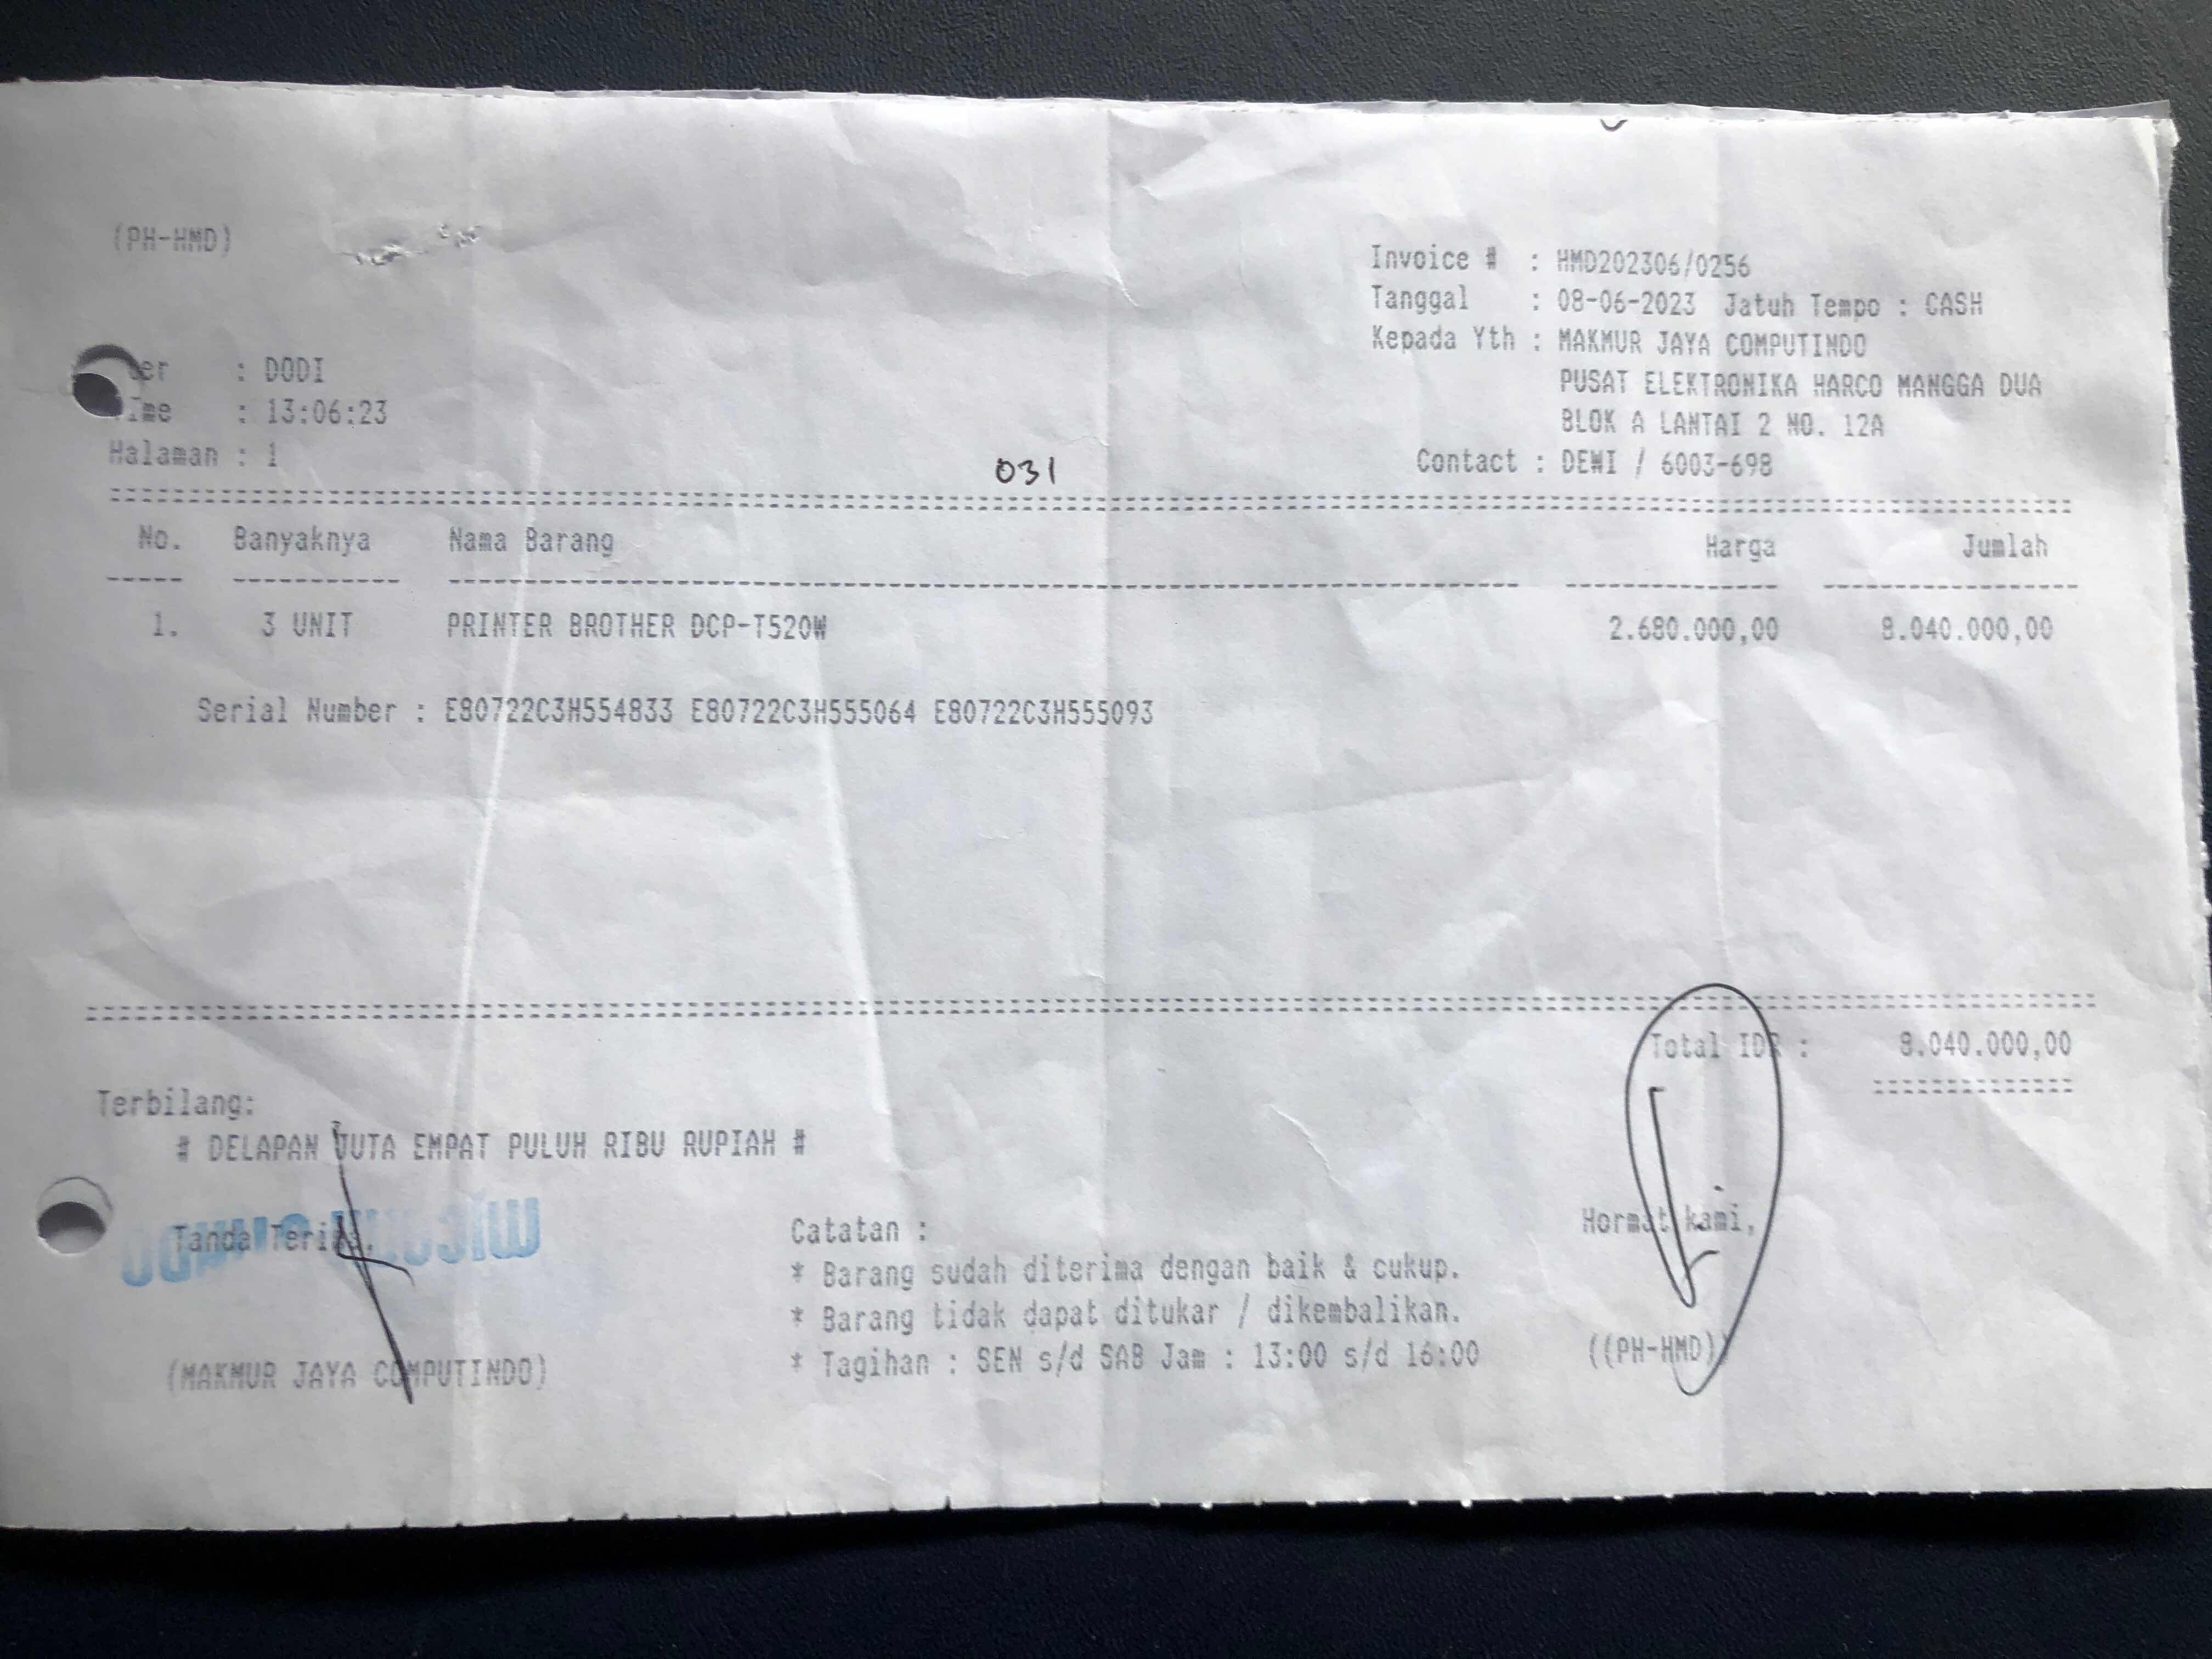 (PH-HMD)
Invoice # : HMD202306/0256
Tanggal : 08-06-2023 Jatuh Tempo : CASH
Kepada Yth : MAKMUR JAYA COMPUTINDO
PUSAT ELEKTRONIKA HARCO MANGGA DUA
BLOK A LANTAI 2 NO. 12A
Contact : DEWI / 6003-698
: DODI
: 13:06:23
Halaman : 1
031
No. Banyaknya Nama Barang Harga Jumlah
1. 3 UNIT PRINTER BROTHER DCP-T520W 2.680.000,00 8.040.000,00
Serial Number : E80722C3H554833 E80722C3H555064 E80722C3H555093
Total IDR : 8.040.000,00
Terbilang:
# DELAPAN JUTA EMPAT PULUH RIBU RUPIAH #
Tanda Terima,
(MAKMUR JAYA COMPUTINDO)
Catatan :
* Barang sudah diterima dengan baik & cukup.
* Barang tidak dapat ditukar / dikembalikan.
* Tagihan : SEN s/d SAB Jam : 13:00 s/d 16:00
Hormat kami,
((PH-HMD))